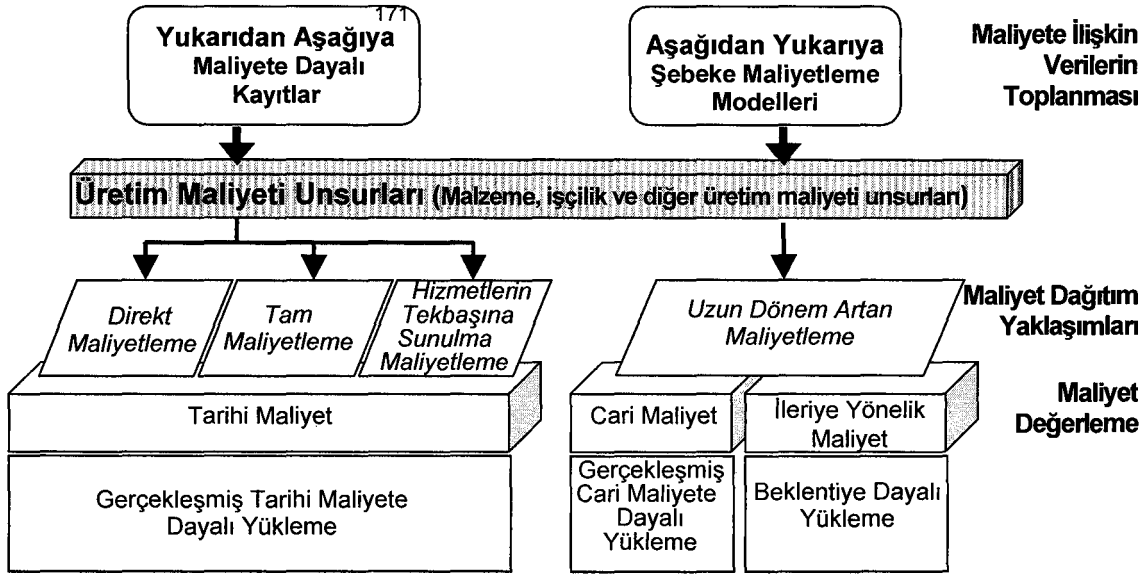 171
Yukarıdan Aşağıya
Maliyete Dayalı
Kayıtlar
Aşağıdan Yukarıya
Şebeke Maliyetleme
Modelleri
Maliyete İlişkin
Verilerin
Toplanması
Üretim Maliyeti Unsurları (Malzeme, işçilik ve diğer üretim maliyeti unsurları)
Direkt
Maliyetleme
Tam
Maliyetleme
Hizmetlerin
Tekbaşına
Sunulma
Maliyetleme
Uzun Dönem Artan
Maliyetleme
Maliyet Dağıtım
Yaklaşımları
Tarihi Maliyet
Cari Maliyet
İleriye Yönelik
Maliyet
Maliyet
Değerleme
Gerçekleşmiş Tarihi Maliyete
Dayalı Yükleme
Gerçekleşmiş
Cari Maliyete
Dayalı
Yükleme
Beklentiye Dayalı
Yükleme